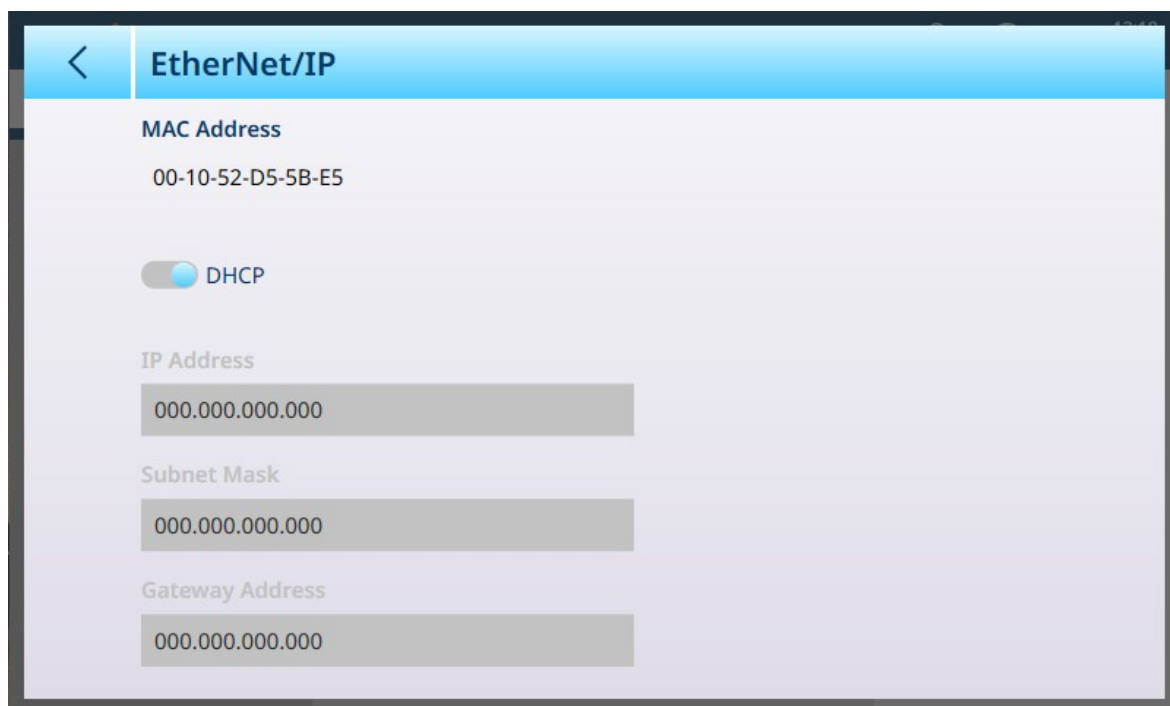 EtherNet/IP
MAC Address
00-10-52-D5-5B-E5
DHCP
IP Address
000.000.000.000
Subnet Mask
000.000.000.000
Gateway Address
000.000.000.000